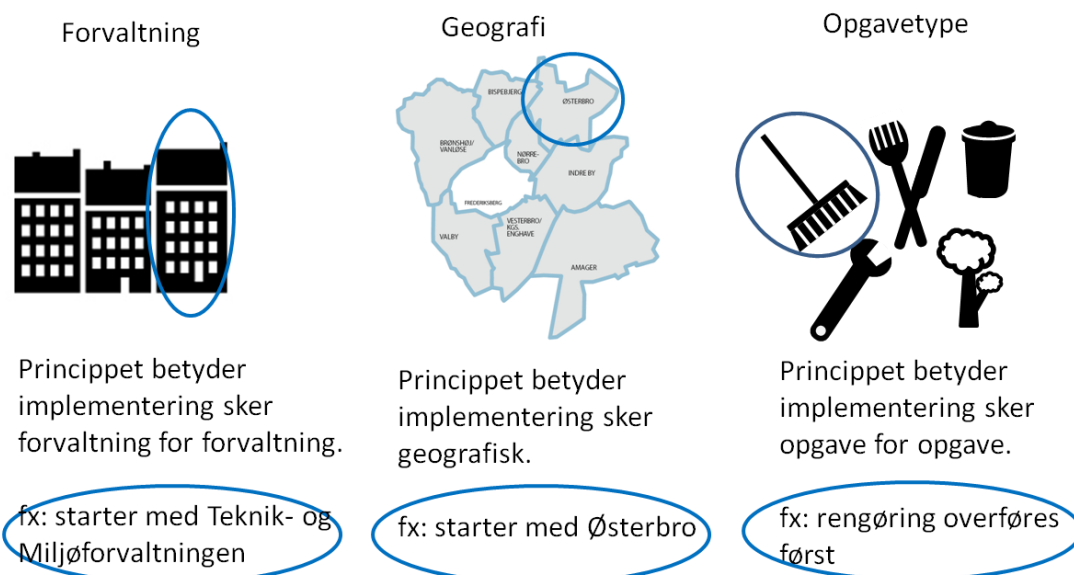 Forvaltning
Geografi
Opgavetype
BISPEBJERG
ØSTERBRO
BRØNSHØJ/
VANLØSE
NØRRE-
BRO
INDRE BY
FREDERIKSBERG
VESTERBRO/
KGS.
ENGHAVE
VALBY
AMAGER
Princippet betyder
implementering sker
forvaltning for forvaltning.
fx: starter med Teknik- og
Miljøforvaltningen
Princippet betyder
implementering sker
geografisk.
fx: starter med Østerbro
Princippet betyder
implementering sker
opgave for opgave.
fx: rengøring overføres
først